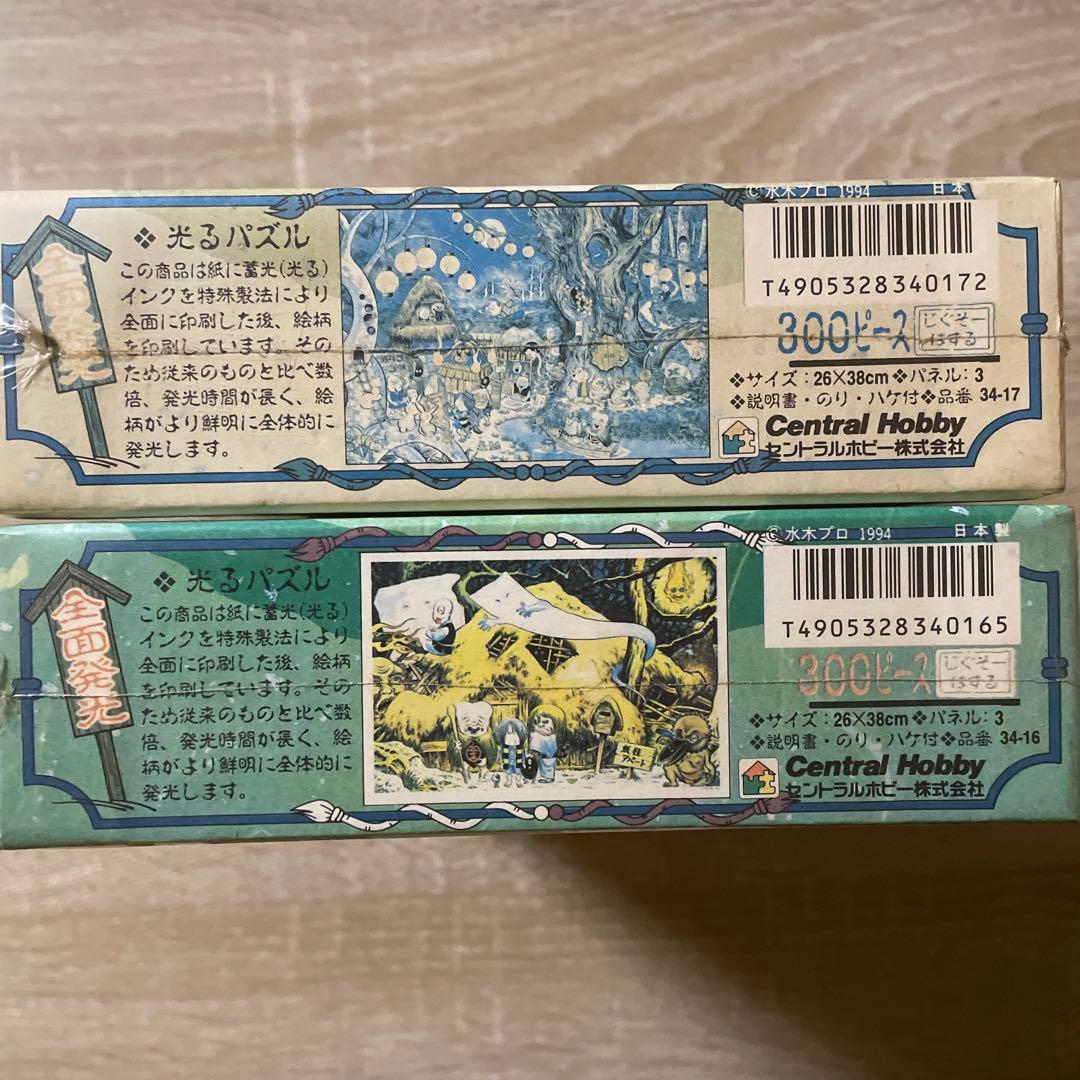 全面発光
❖ 光るパズル
この商品は紙に蓄光(光る)
インクを特殊製法により
全面に印刷した後、絵柄
を印刷しています。その
ため従来のものと比べ数
倍、発光時間が長く、絵
柄がより鮮明に全体的に
発光します。
©水木プロ 1994 日本
T4905328340172
300ピース じぐそーぱずる
❖サイズ:26×38cm❖パネル:3
❖説明書・のり・ハケ付❖品番 34-17
Central Hobby
セントラルホビー株式会社
全面発光
❖ 光るパズル
この商品は紙に蓄光(光る)
インクを特殊製法により
全面に印刷した後、絵柄
を印刷しています。その
ため従来のものと比べ数
倍、発光時間が長く、絵
柄がより鮮明に全体的に
発光します。
妖怪
アパート
©水木プロ 1994 日本製
T4905328340165
300ピース じぐそーぱずる
❖サイズ:26×38cm❖パネル:3
❖説明書・のり・ハケ付❖品番 34-16
Central Hobby
セントラルホビー株式会社